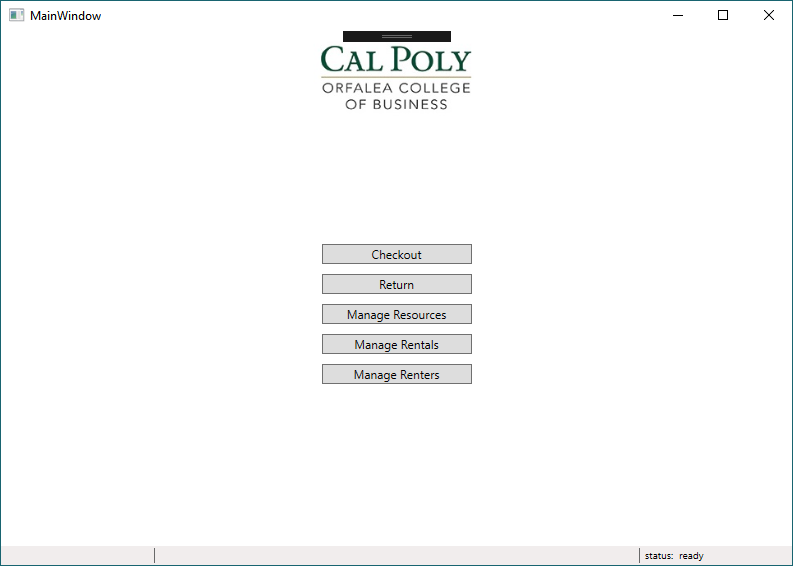 MainWindow
CAL POLY
ORFALEA COLLEGE
OF BUSINESS
Checkout
Return
Manage Resources
Manage Rentals
Manage Renters
status: ready